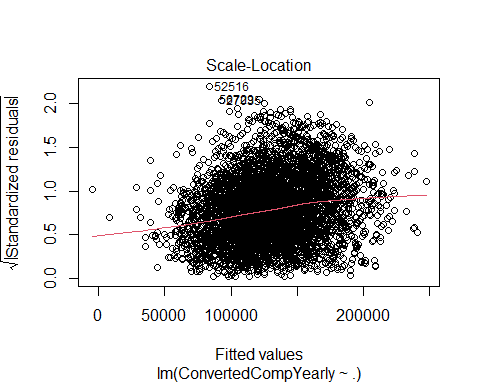 Scale-Location
√|Standardized residuals|
2.0
1.5
1.0
0.5
0.0
52516
0 50000 100000 200000
Fitted values
lm(ConvertedCompYearly ~ .)